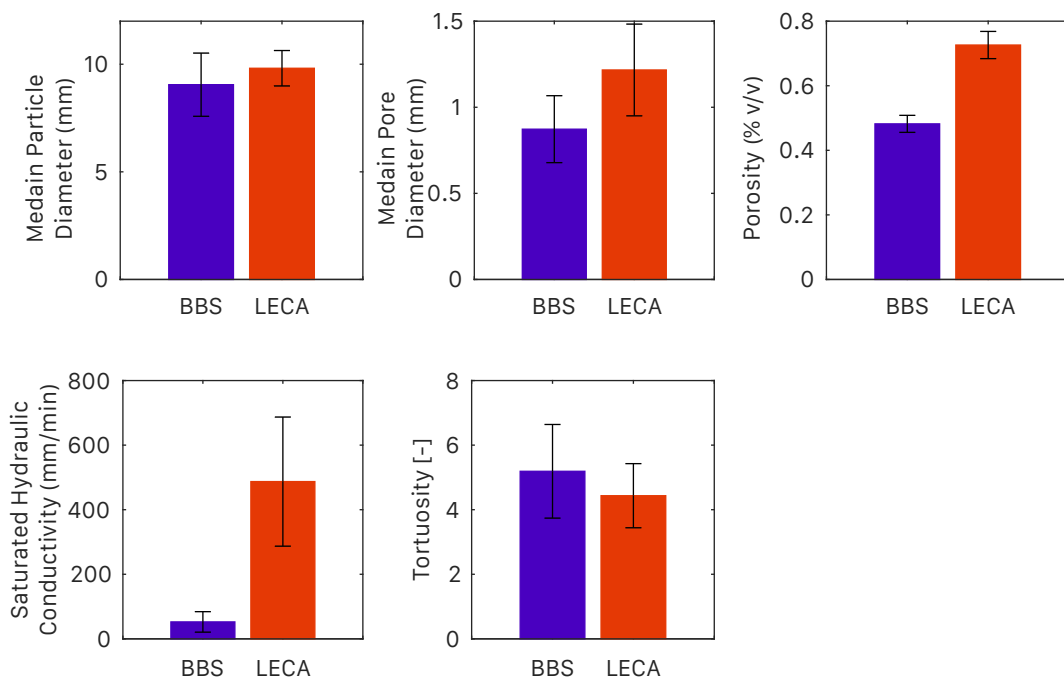 Medain Particle
Diameter (mm)
10
5
0
BBS LECA
Medain Pore
Diameter (mm)
1.5
1
0.5
0
BBS LECA
Porosity (% v/v)
0.8
0.6
0.4
0.2
0
BBS LECA
Saturated Hydraulic
Conductivity (mm/min)
800
600
400
200
0
BBS LECA
Tortuosity [-]
8
6
4
2
0
BBS LECA